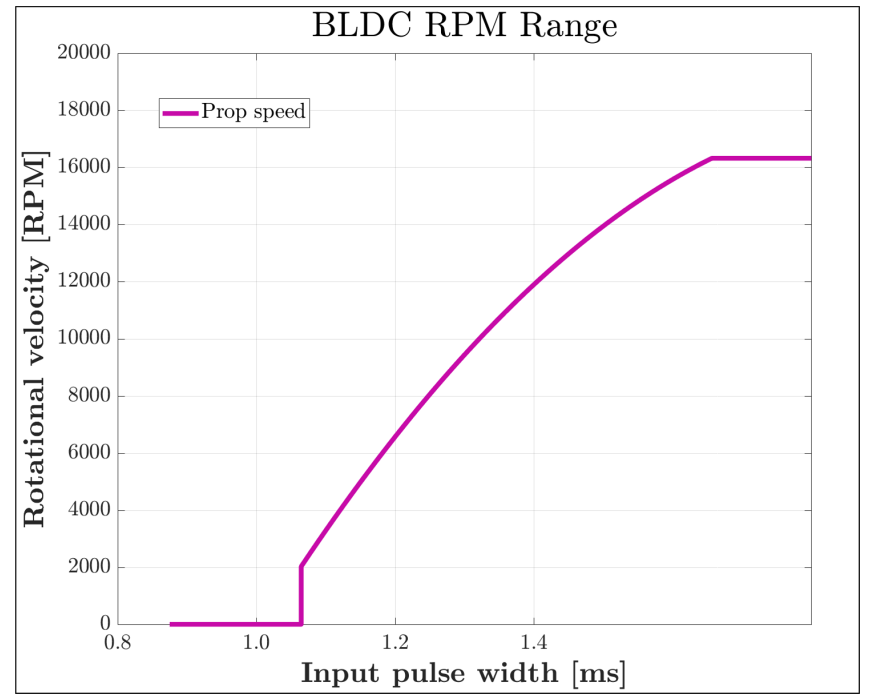 BLDC RPM Range
20000
18000
Prop speed
16000
14000
12000
10000
8000
6000
4000
2000
0
Rotational velocity [RPM]
0.8 1.0 1.2 1.4
Input pulse width [ms]